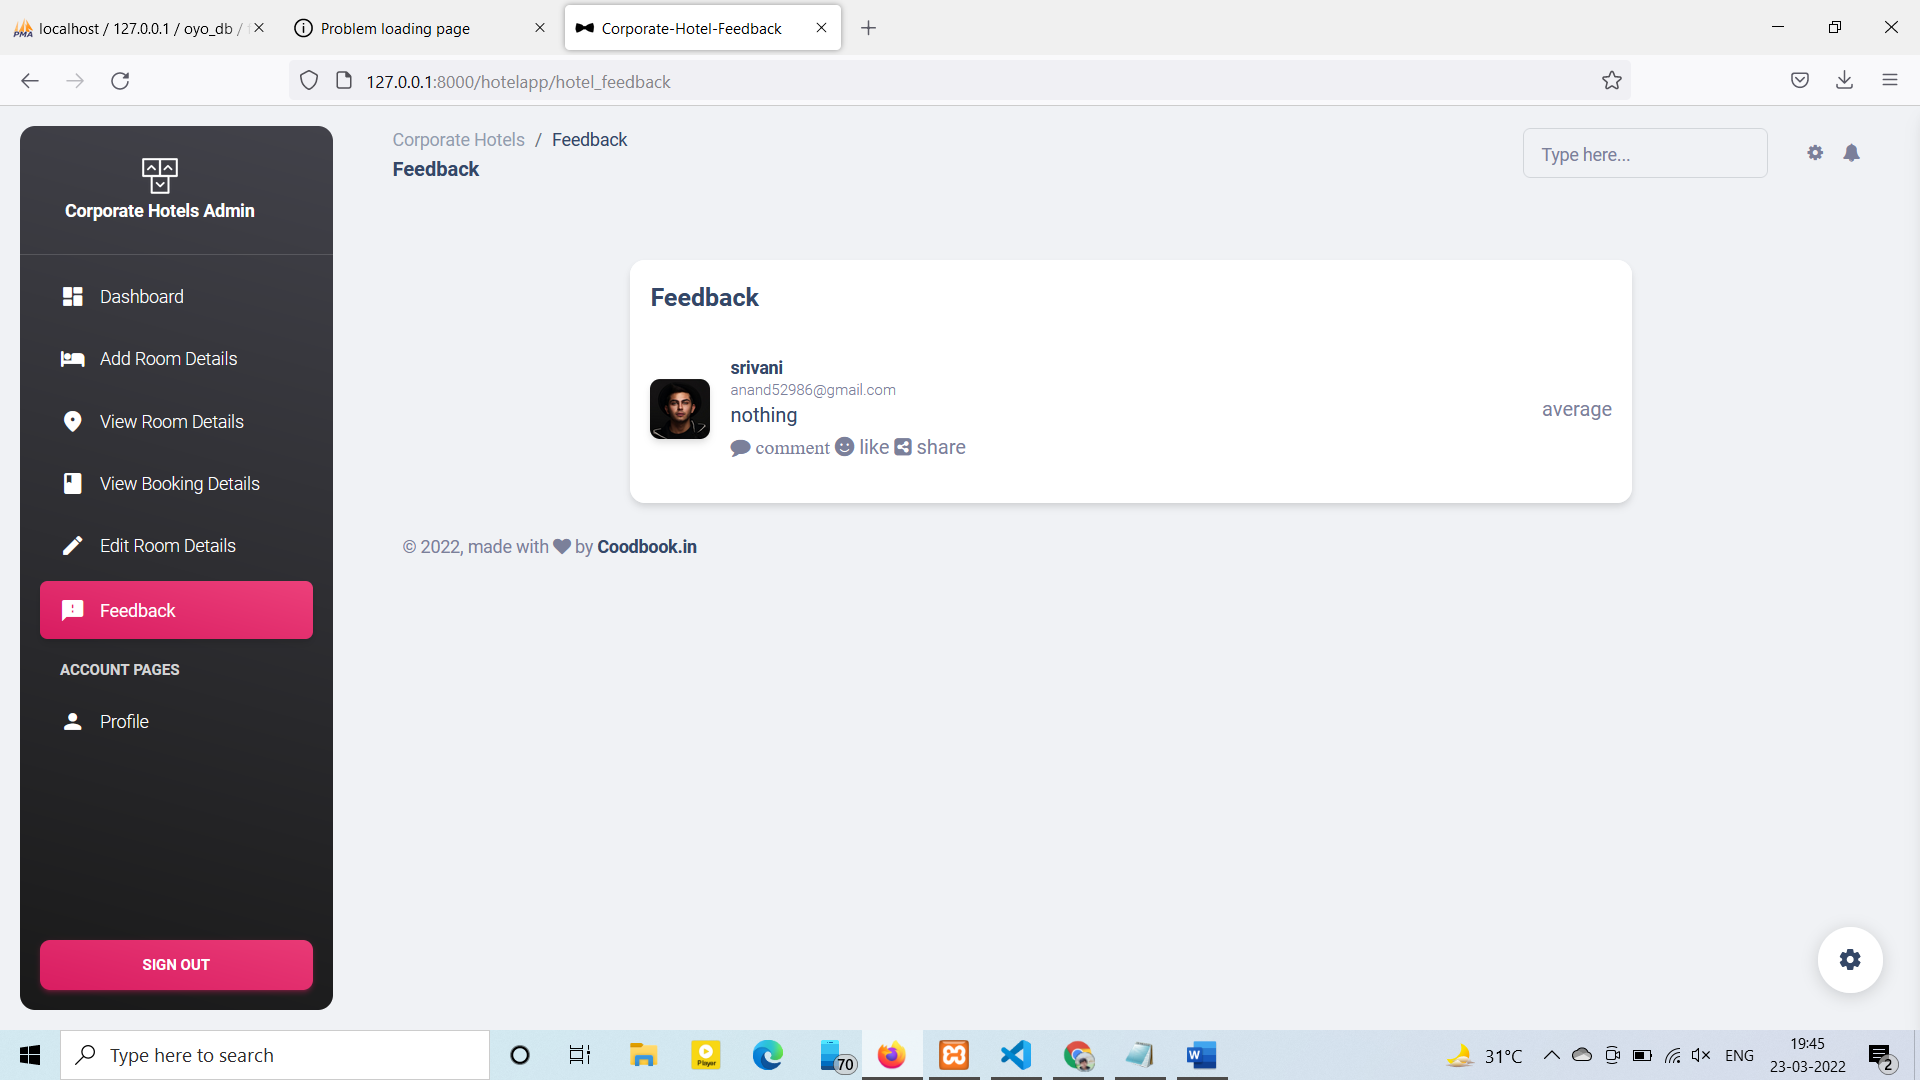 localhost / 127.0.0.1 / oyo_db /
Problem loading page
Corporate-Hotel-Feedback
127.0.0.1:8000/hotelapp/hotel_feedback
Corporate Hotels Admin
Dashboard
Add Room Details
View Room Details
View Booking Details
Edit Room Details
Feedback
ACCOUNT PAGES
Profile
SIGN OUT
Corporate Hotels / Feedback
Feedback
Type here...
Feedback
srivani
anand52986@gmail.com
nothing
comment like share
average
© 2022, made with by Coodbook.in
Type here to search
Player
70
31°C
ENG
19:45
23-03-2022
2